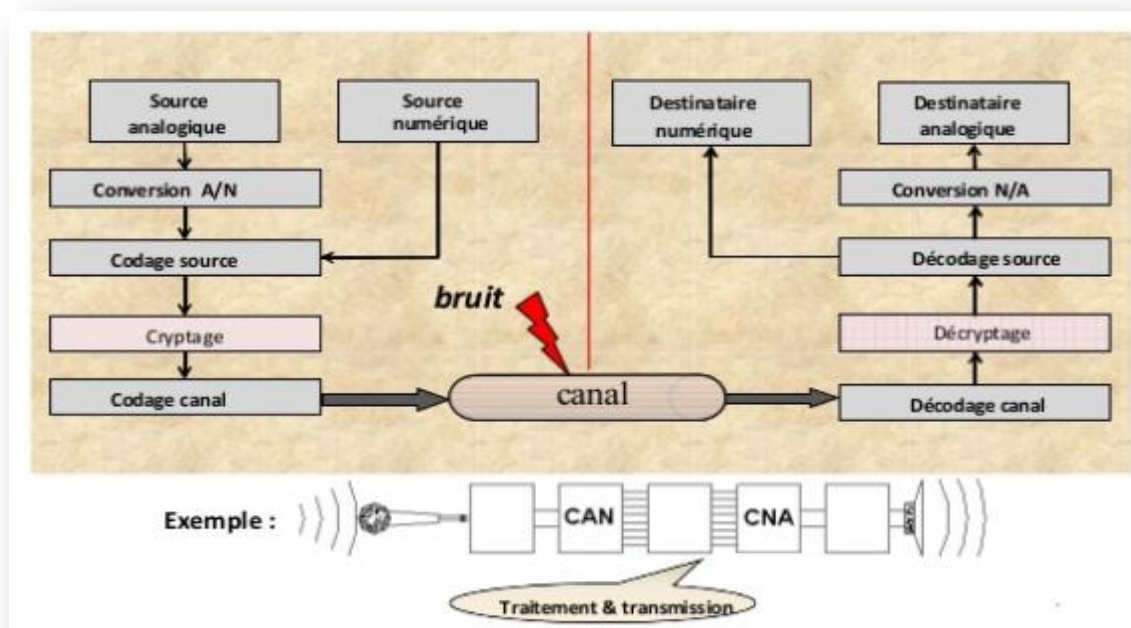 Source
analogique
Source
numérique
Destinataire
numérique
Destinataire
analogique
Conversion A/N
Conversion N/A
Codage source
Décodage source
bruit
Cryptage
Décryptage
Codage canal
canal
Décodage canal
Exemple :
CAN
CNA
Traitement & transmission